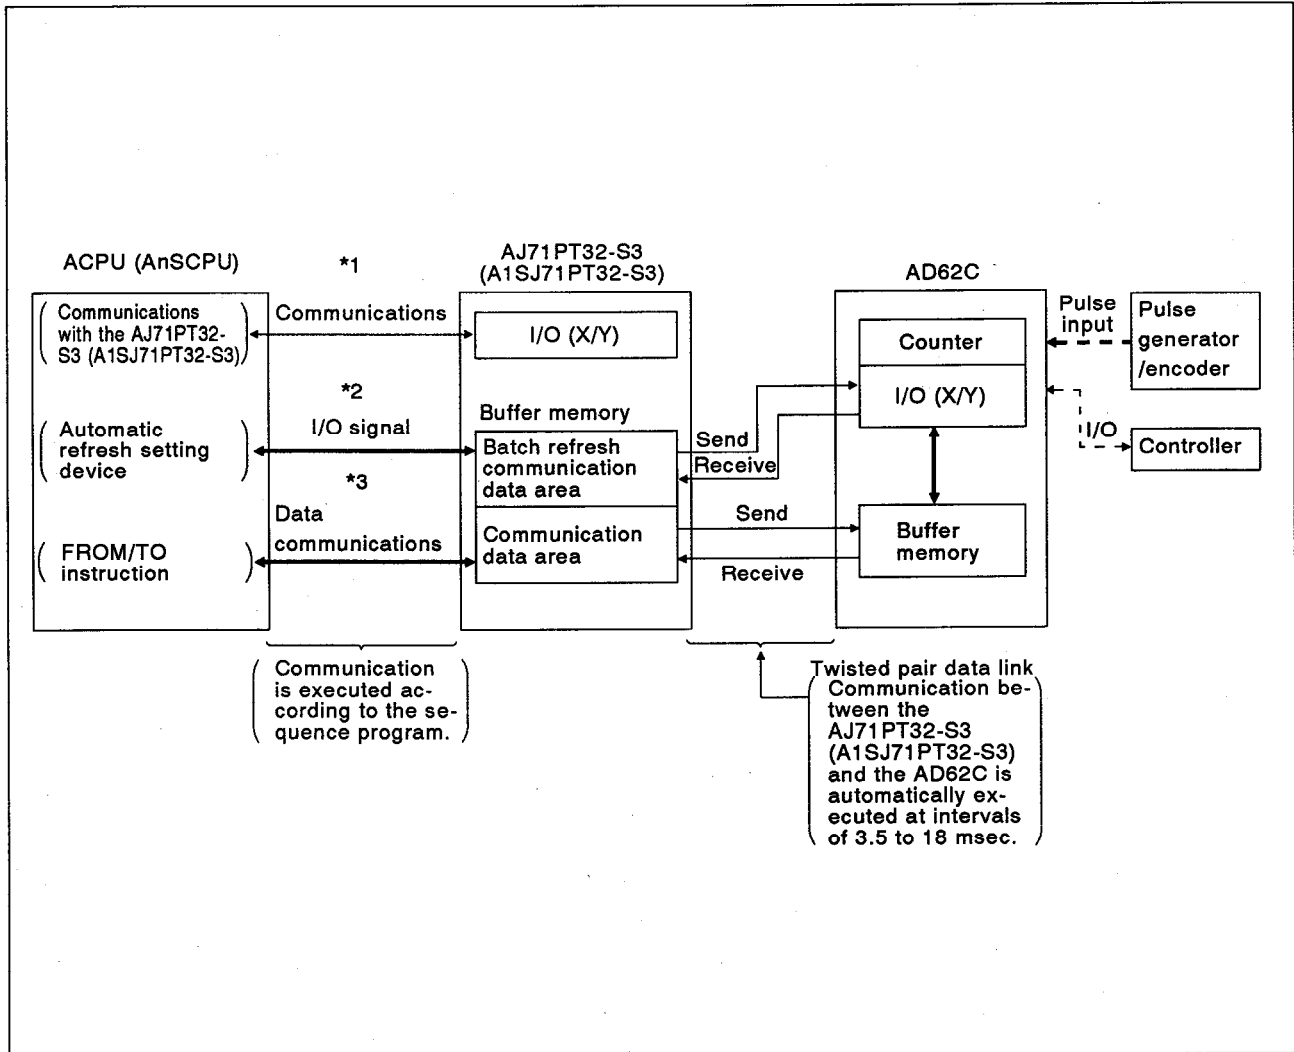 ACPU (AnSCPU)
*1
AJ71PT32-S3
(A1SJ71PT32-S3)
AD62C
Communications
with the AJ71PT32-
S3 (A1SJ71PT32-S3)
Communications
I/O (X/Y)
Counter
I/O (X/Y)
Pulse
input
Pulse
generator
/encoder
*2
I/O signal
Automatic
refresh setting
device
Buffer memory
Batch refresh
communication
data area
Send
Receive
I/O
Controller
*3
Data
communications
FROM/TO
instruction
Communication
data area
Send
Receive
Buffer
memory
(Communication
is executed ac-
cording to the se-
quence program.)
Twisted pair data link
(Communication be-
tween the
AJ71PT32-S3
(A1SJ71PT32-S3)
and the AD62C is
automatically ex-
ecuted at intervals
of 3.5 to 18 msec.)